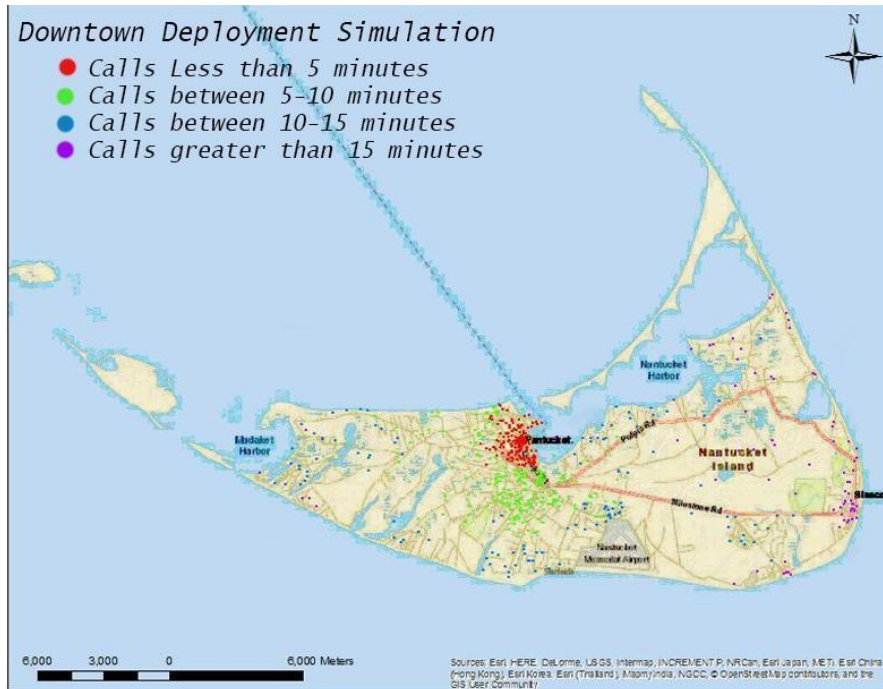 Downtown Deployment Simulation
Calls Less than 5 minutes
Calls between 5-10 minutes
Calls between 10-15 minutes
Calls greater than 15 minutes
N
Nantucket
Harbor
Madaket
Harbor
Nantucket
Polpis Rd
Nantucket
Island
Milestone Rd
Nantucket
Memorial Airport
6,000 3,000 0 6,000 Meters
Sources: Esri, HERE, DeLorme, USGS, Intermap, INCREMENT P, NRCan, Esri Japan, METI, Esri China
(Hong Kong), Esri Korea, Esri (Thailand), MapmyIndia, NGCC, © OpenStreetMap contributors, and the
GIS User Community